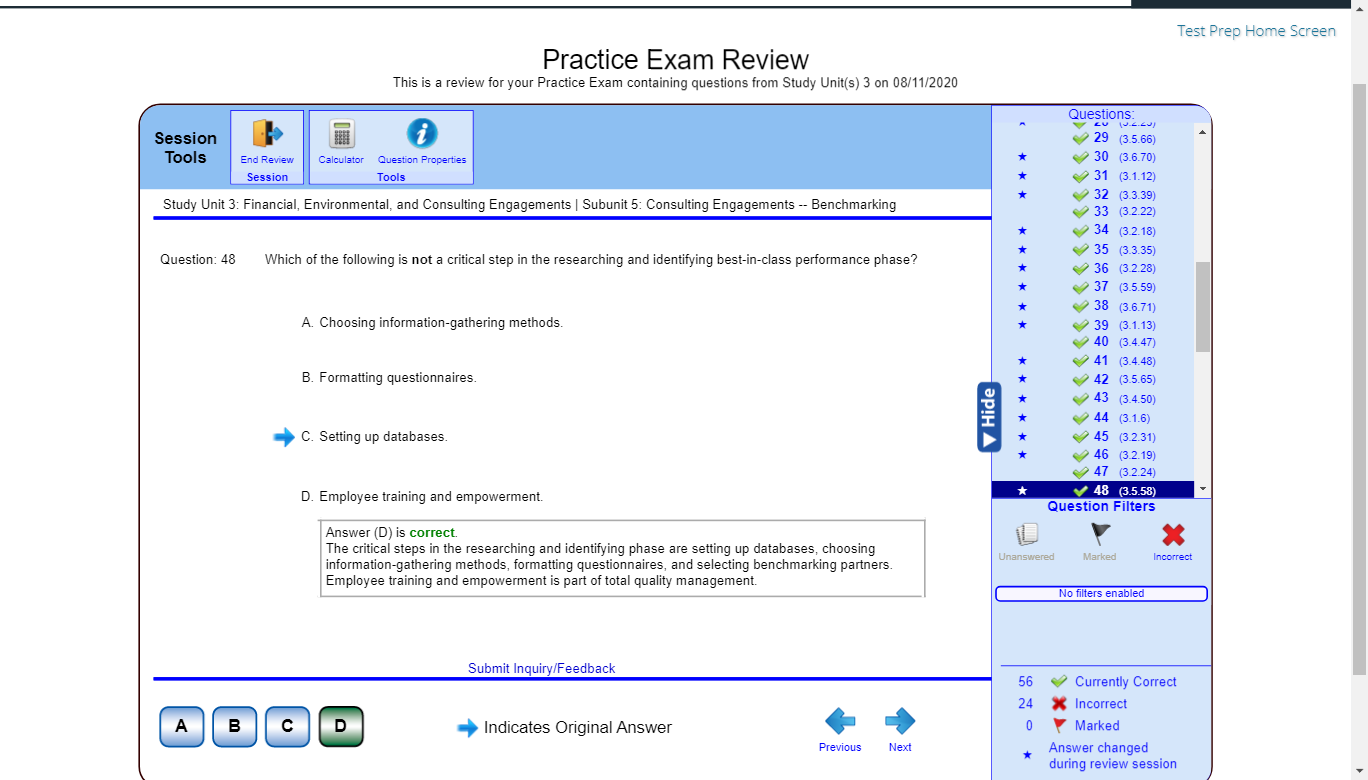 Test Prep Home Screen
Practice Exam Review
This is a review for your Practice Exam containing questions from Study Unit(s) 3 on 08/11/2020
Session
Tools
End Review
Session
Calculator
Question Properties
Tools
Study Unit 3: Financial, Environmental, and Consulting Engagements | Subunit 5: Consulting Engagements -- Benchmarking
Question: 48 Which of the following is not a critical step in the researching and identifying best-in-class performance phase?
A. Choosing information-gathering methods.
B. Formatting questionnaires.
C. Setting up databases.
D. Employee training and empowerment.
Answer (D) is correct.
The critical steps in the researching and identifying phase are setting up databases, choosing
information-gathering methods, formatting questionnaires, and selecting benchmarking partners.
Employee training and empowerment is part of total quality management.
Submit Inquiry/Feedback
A B C D
Indicates Original Answer
Previous
Next
Hide
Questions:
29 (3.5.66)
★ 30 (3.6.70)
★ 31 (3.1.12)
★ 32 (3.3.39)
33 (3.2.22)
★ 34 (3.2.18)
★ 35 (3.3.35)
★ 36 (3.2.28)
★ 37 (3.5.59)
★ 38 (3.6.71)
★ 39 (3.1.13)
40 (3.4.47)
★ 41 (3.4.48)
★ 42 (3.5.65)
★ 43 (3.4.50)
★ 44 (3.1.6)
★ 45 (3.2.31)
★ 46 (3.2.19)
47 (3.2.24)
★ 48 (3.5.58)
Question Filters
Unanswered
Marked
Incorrect
No filters enabled
56 Currently Correct
24 Incorrect
0 Marked
★ Answer changed
during review session